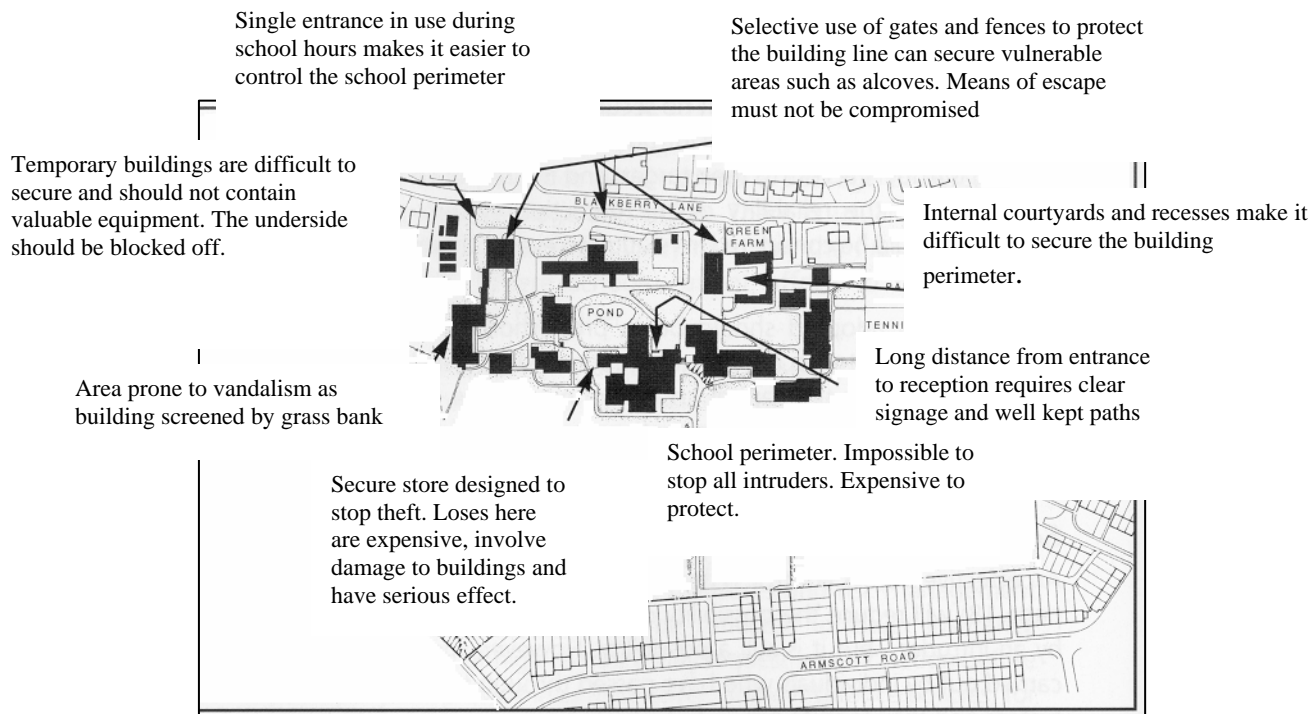 Single entrance in use during
school hours makes it easier to
control the school perimeter
Selective use of gates and fences to protect
the building line can secure vulnerable
areas such as alcoves. Means of escape
must not be compromised
Temporary buildings are difficult to
secure and should not contain
valuable equipment. The underside
should be blocked off.
BLACKBERRY LANE
GREEN
FARM
Internal courtyards and recesses make it
difficult to secure the building
perimeter.
POND
Area prone to vandalism as
building screened by grass bank
Long distance from entrance
to reception requires clear
signage and well kept paths
School perimeter. Impossible to
stop all intruders. Expensive to
protect.
Secure store designed to
stop theft. Loses here
are expensive, involve
damage to buildings and
have serious effect.
ARMSCOTT ROAD